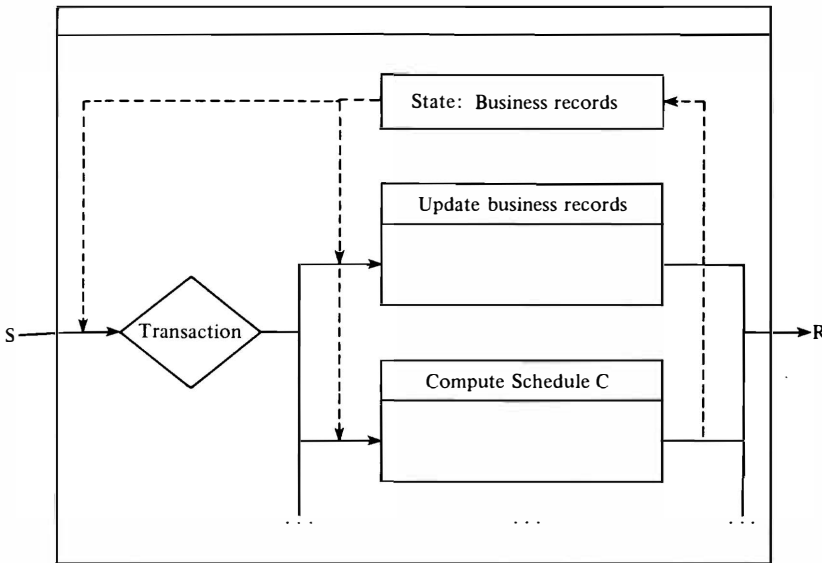 State: Business records
Update business records
S
Transaction
R
Compute Schedule C
. . . . . . . . .